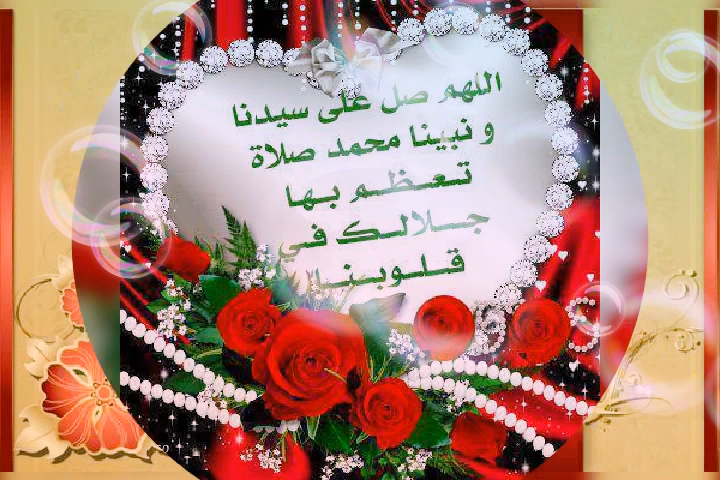 اللهم صل على سيدنا
و نبينا محمد صلاة
تعظم بها
جلالك في
قلوبنا